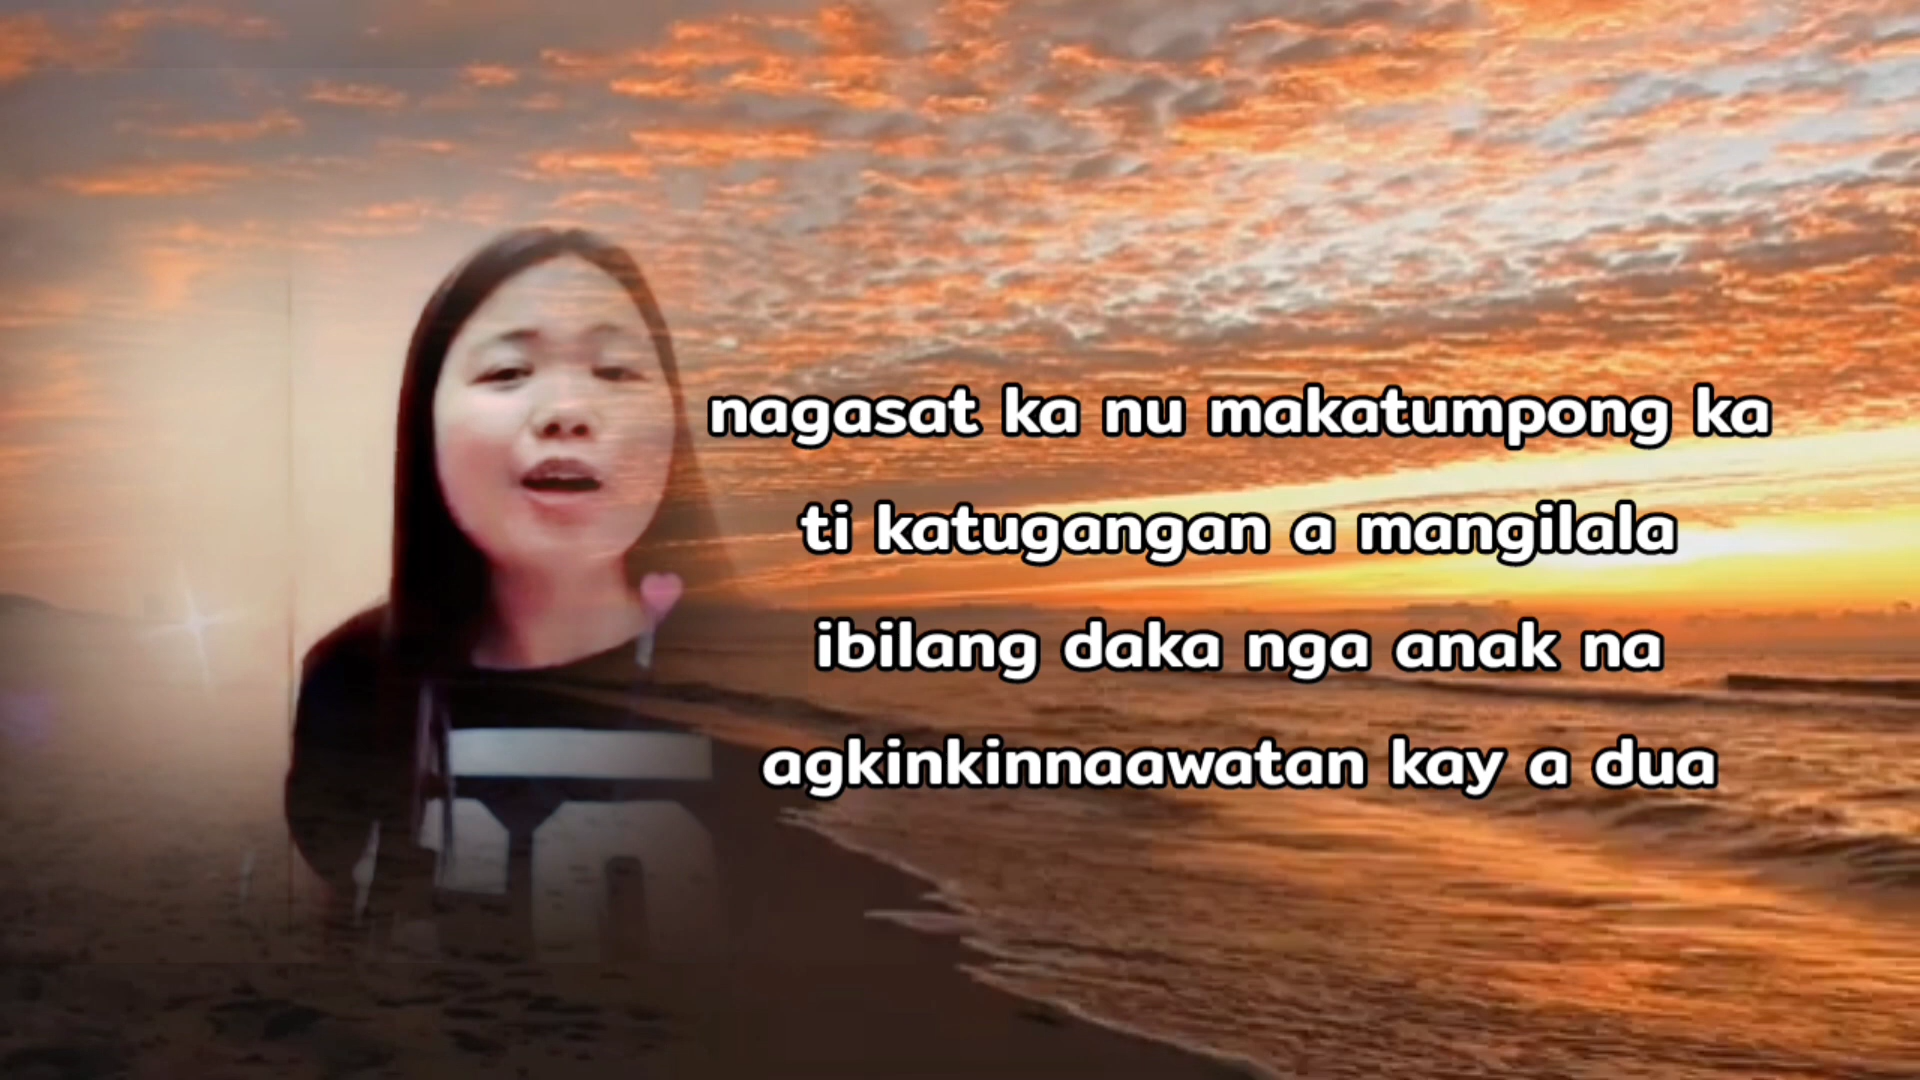 nagasat ka nu makatumpong ka
ti katugangan a mangilala
ibilang daka nga anak na
agkinkinnaawatan kay a dua